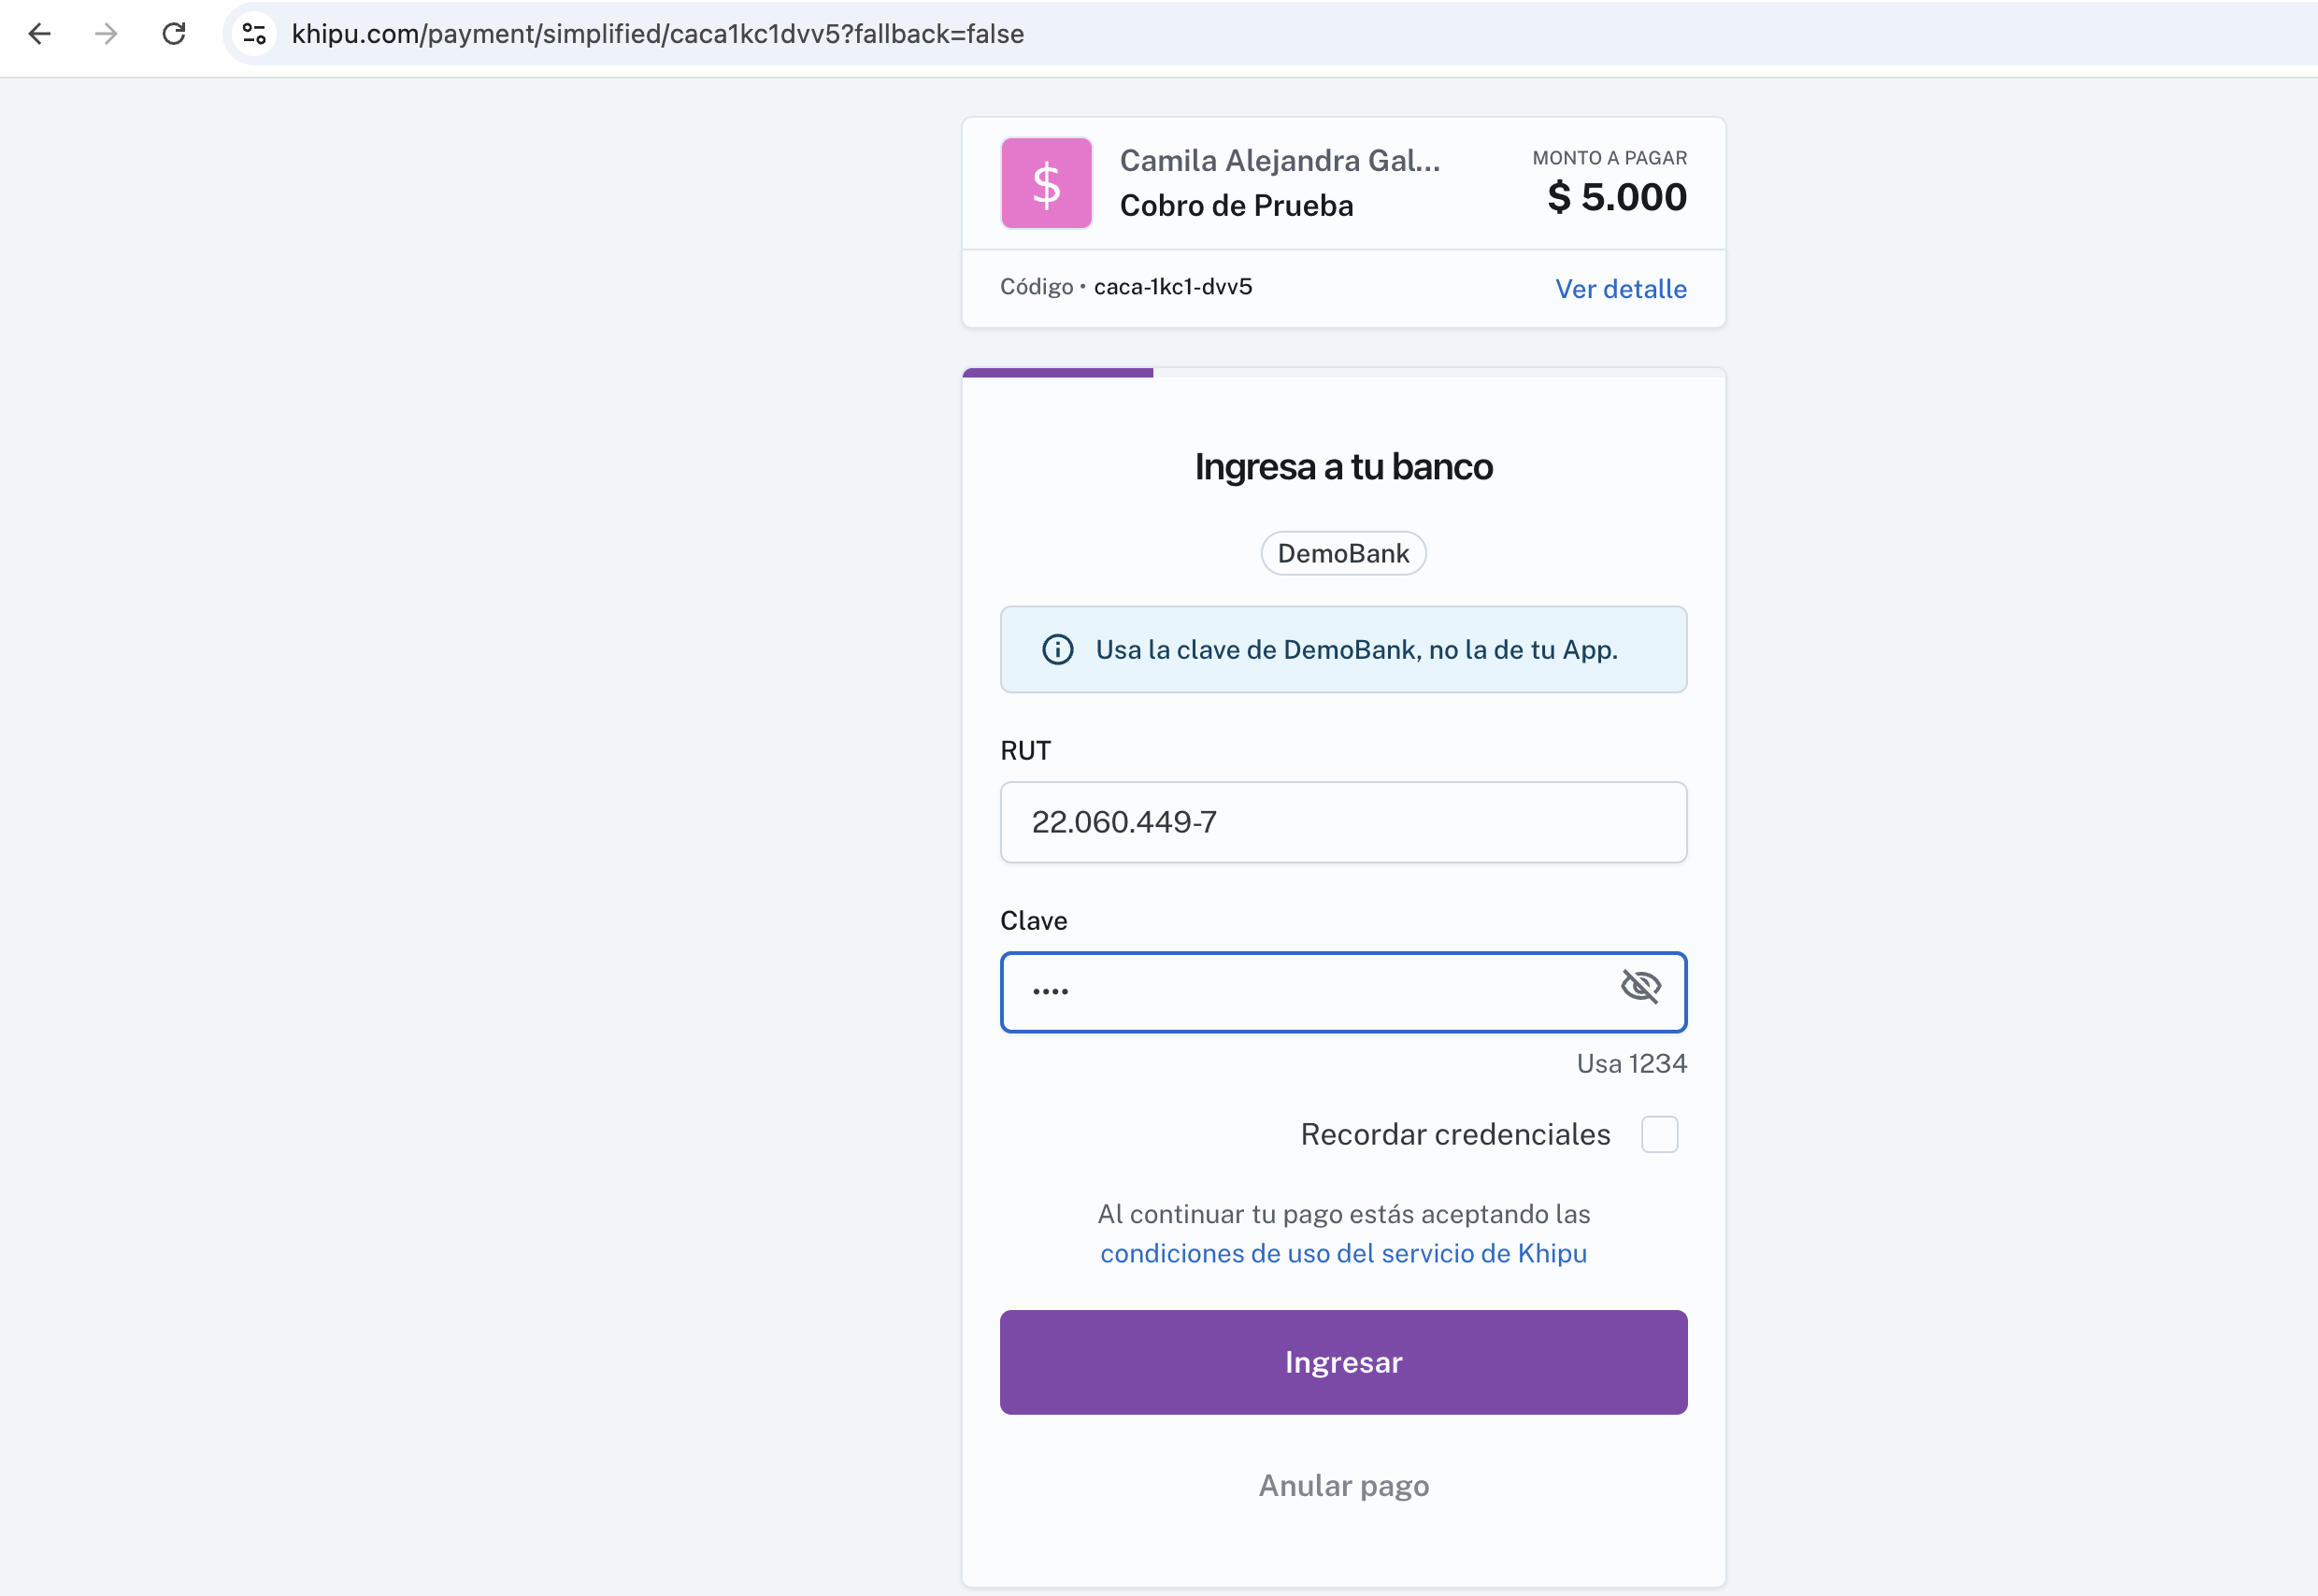 khipu.com/payment/simplified/caca1kc1dvv5?fallback=false
$
Camila Alejandra Gal...
Cobro de Prueba
MONTO A PAGAR
$ 5.000
Código • caca-1kc1-dvv5
Ver detalle
Ingresa a tu banco
DemoBank
Usa la clave de DemoBank, no la de tu App.
RUT
22.060.449-7
Clave
••••
Usa 1234
Recordar credenciales
Al continuar tu pago estás aceptando las
condiciones de uso del servicio de Khipu
Ingresar
Anular pago